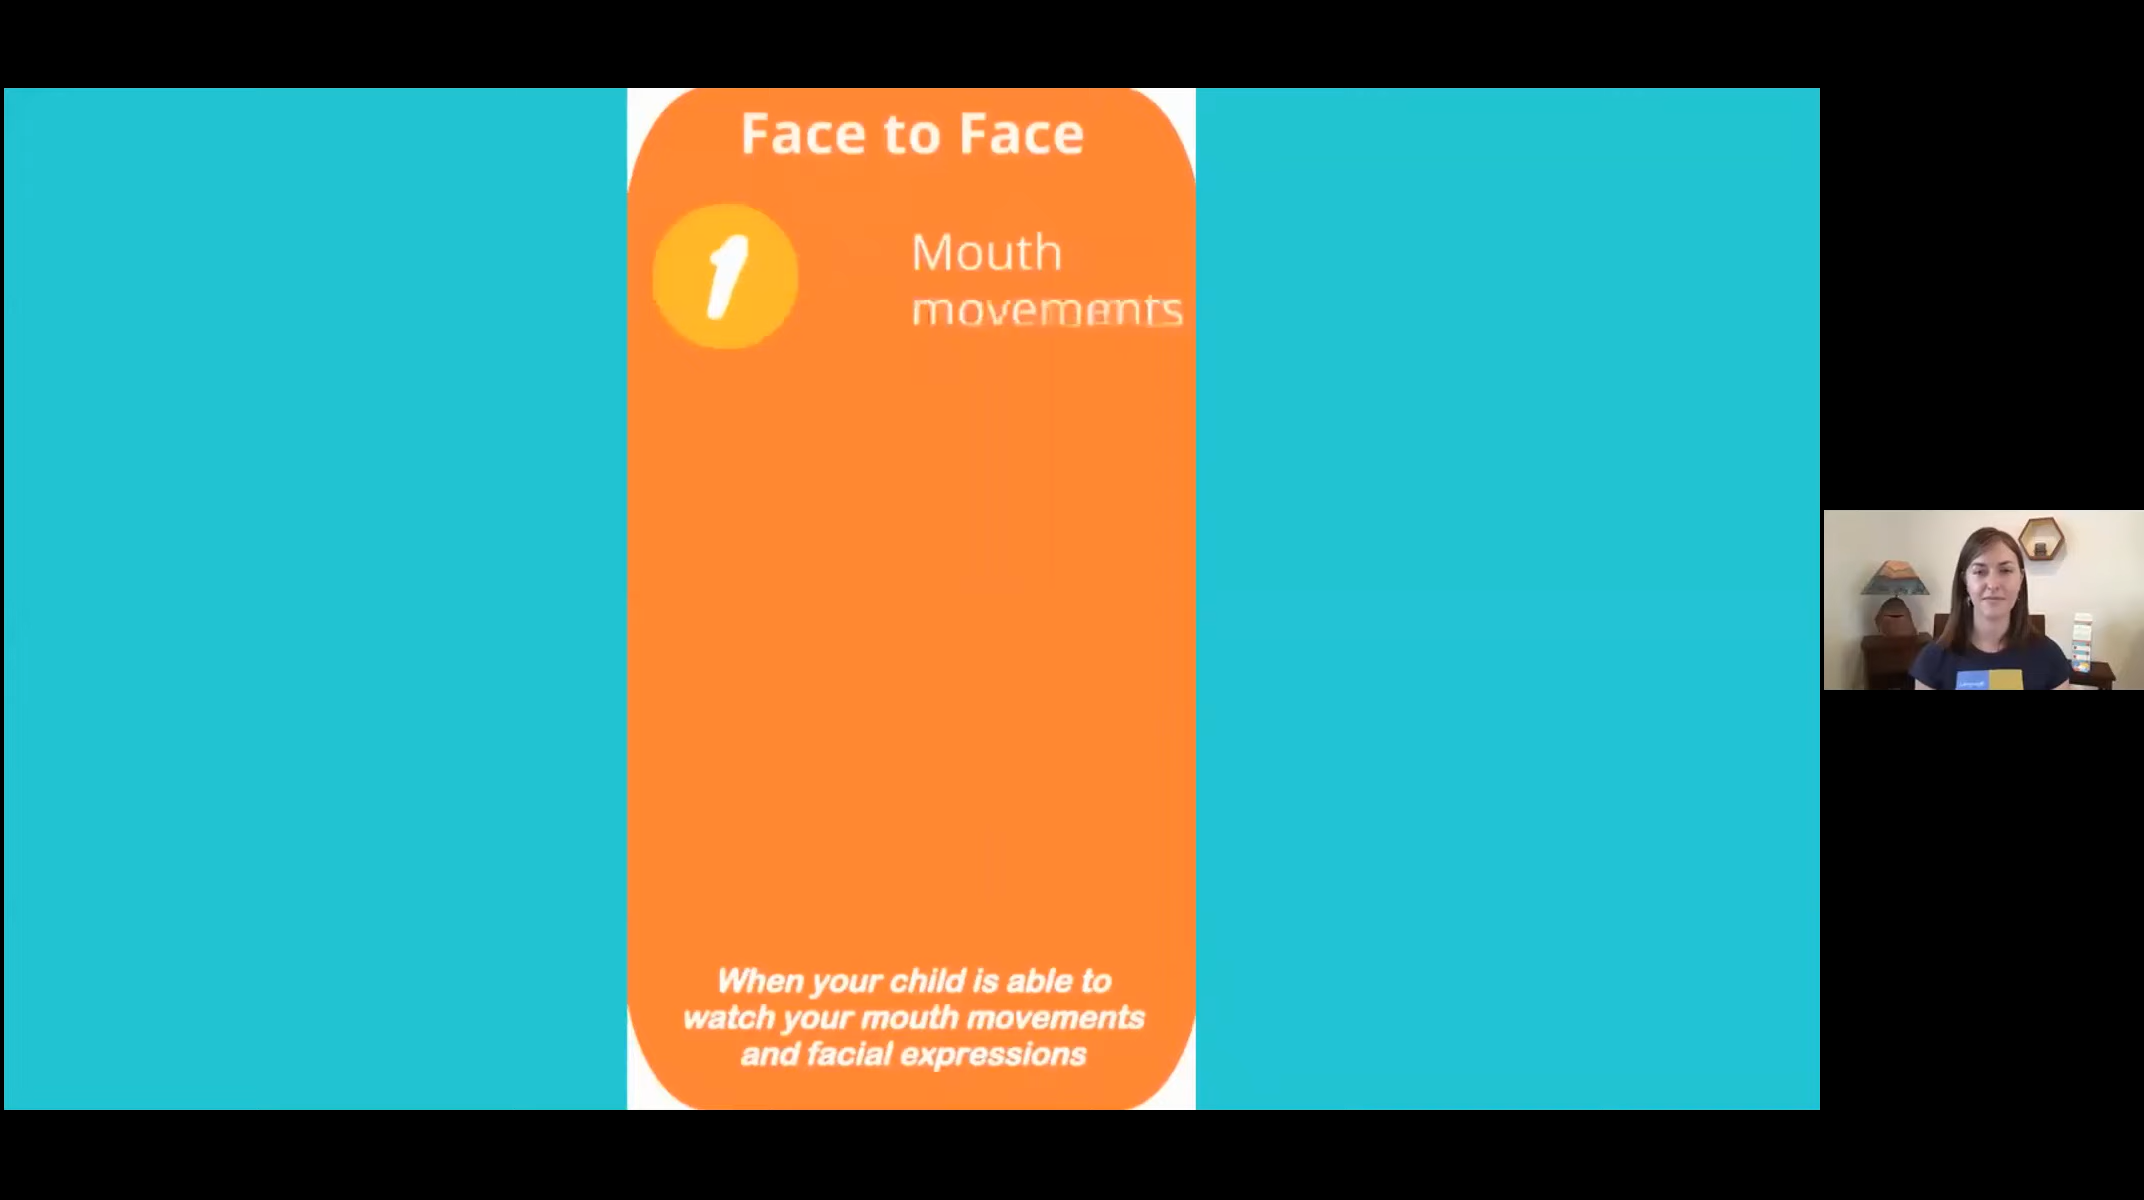 Face to Face
1
Mouth
movements
When your child is able to
watch your mouth movements
and facial expressions